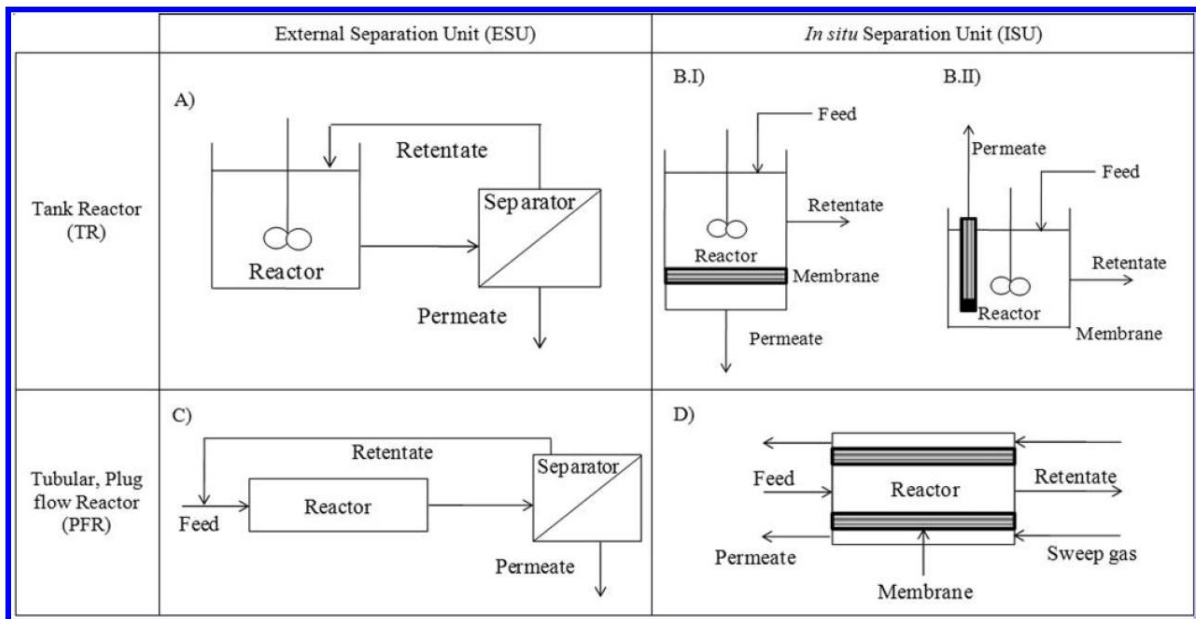 External Separation Unit (ESU)
In situ Separation Unit (ISU)
Tank Reactor
(TR)
A)
Retentate
Separator
Reactor
Permeate
B.I)
Feed
Retentate
Reactor
Membrane
Permeate
B.II)
Permeate
Feed
Retentate
Reactor
Membrane
Tubular, Plug
flow Reactor
(PFR)
C)
Retentate
Separator
Reactor
Feed
Permeate
D)
Feed
Reactor
Retentate
Permeate
Sweep gas
Membrane